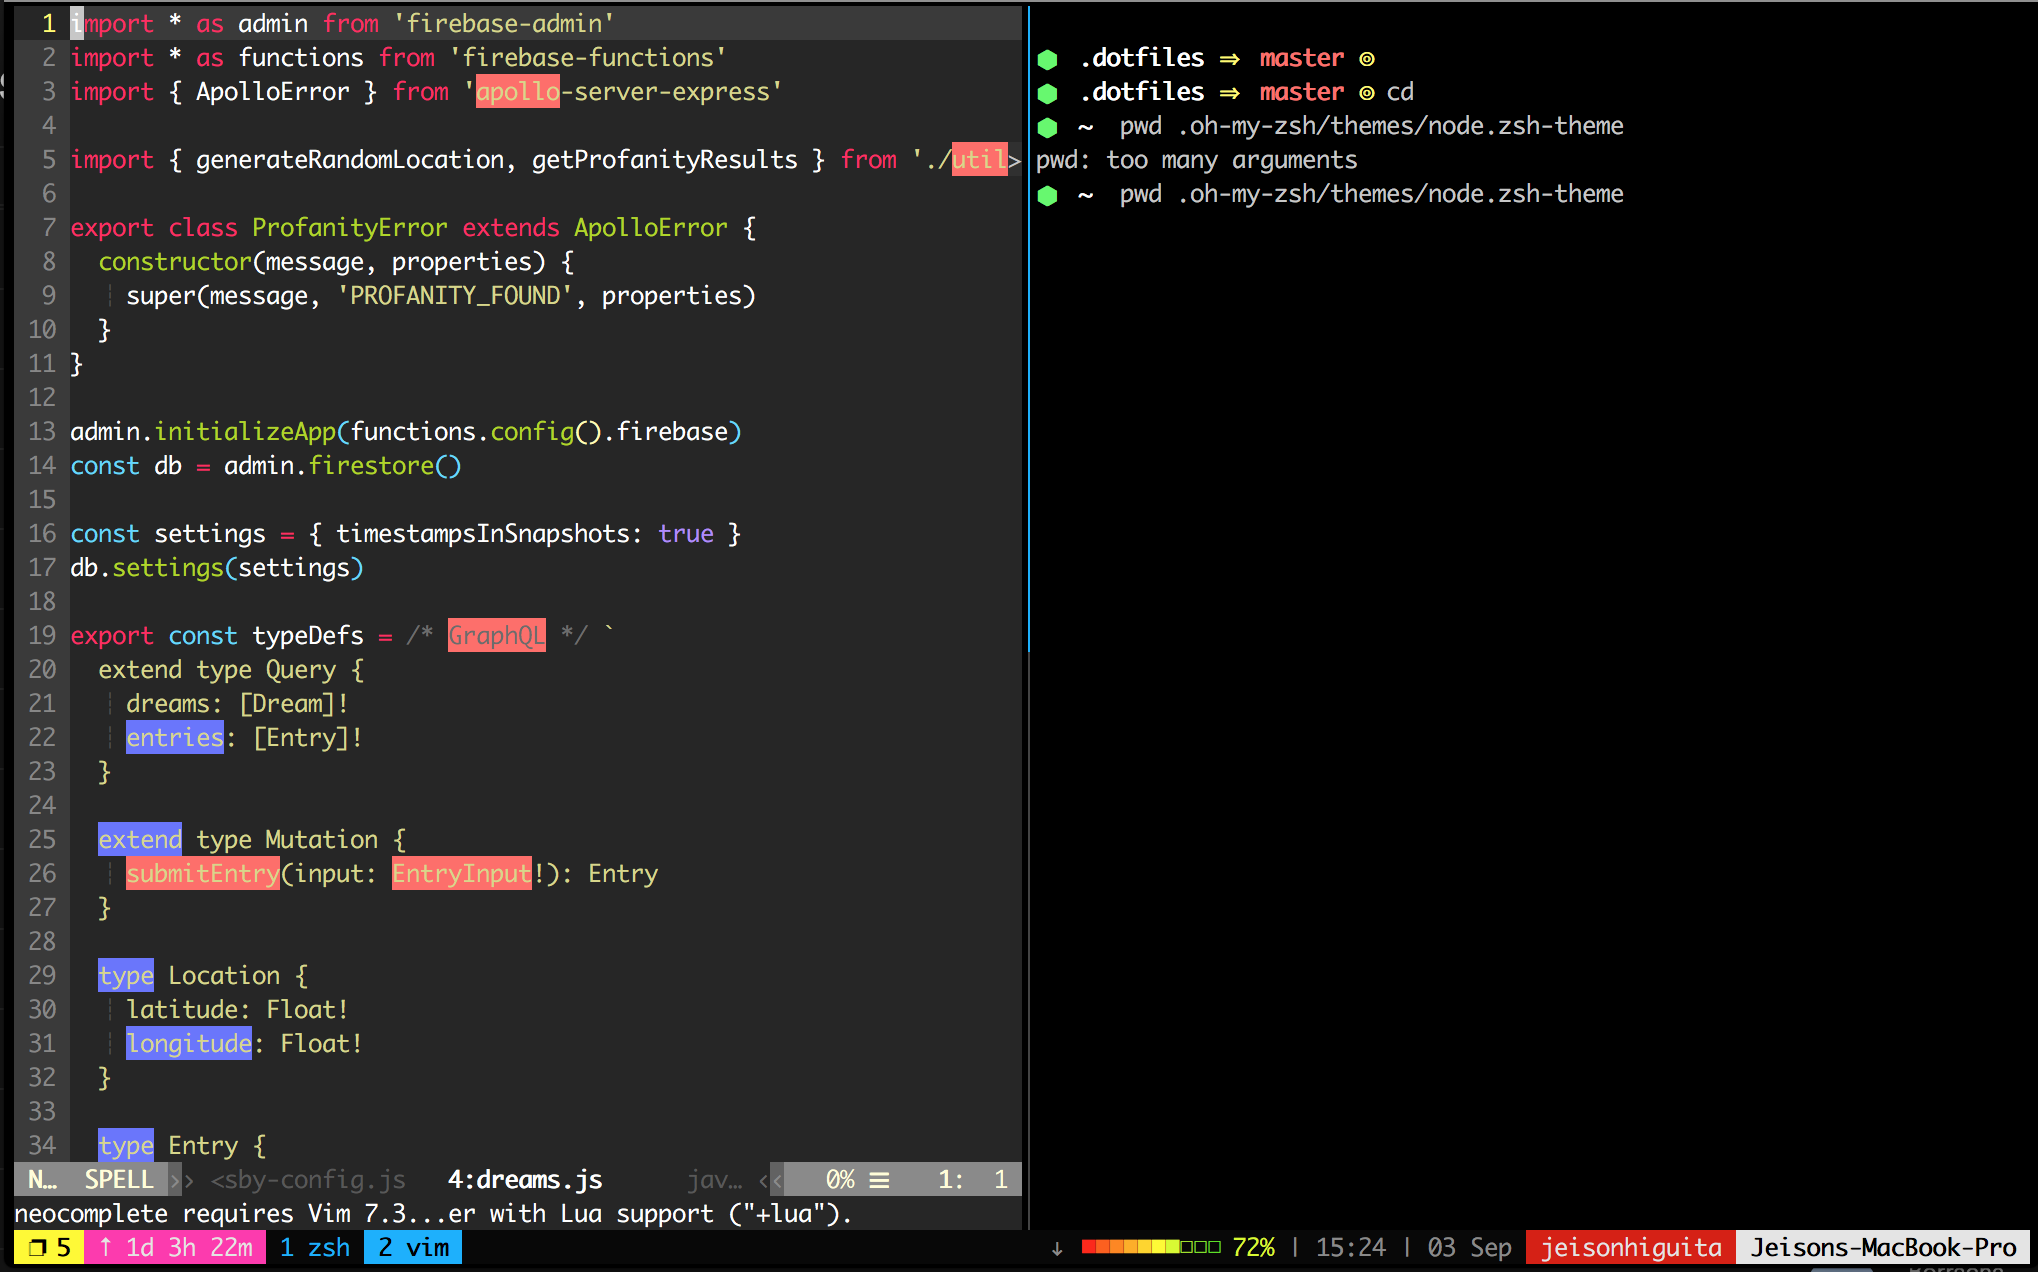 1 import * as admin from 'firebase-admin'
2 import * as functions from 'firebase-functions'
3 import { ApolloError } from 'apollo-server-express'
4
5 import { generateRandomLocation, getProfanityResults } from './util>
6
7 export class ProfanityError extends ApolloError {
8 constructor(message, properties) {
9 super(message, 'PROFANITY_FOUND', properties)
10 }
11 }
12
13 admin.initializeApp(functions.config().firebase)
14 const db = admin.firestore()
15
16 const settings = { timestampsInSnapshots: true }
17 db.settings(settings)
18
19 export const typeDefs = /* GraphQL */ `
20 extend type Query {
21 dreams: [Dream]!
22 entries: [Entry]!
23 }
24
25 extend type Mutation {
26 submitEntry(input: EntryInput!): Entry
27 }
28
29 type Location {
30 latitude: Float!
31 longitude: Float!
32 }
33
34 type Entry {
N… SPELL >> <sby-config.js 4:dreams.js jav… << 0% ☰ 1: 1
neocomplete requires Vim 7.3...er with Lua support ("+lua").
.dotfiles ⇒ master ⊚
.dotfiles ⇒ master ⊚ cd
~ pwd .oh-my-zsh/themes/node.zsh-theme
pwd: too many arguments
~ pwd .oh-my-zsh/themes/node.zsh-theme
❐ 5 ↑ 1d 3h 22m 1 zsh 2 vim ↓ 72% | 15:24 | 03 Sep jeisonhiguita Jeisons-MacBook-Pro